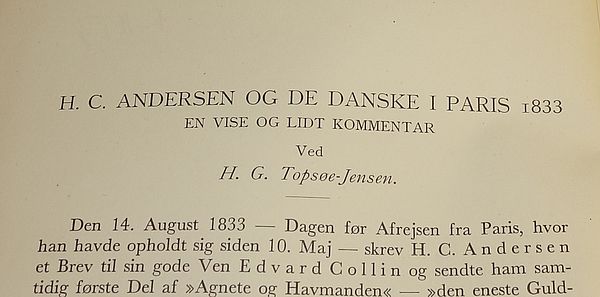 H. C. ANDERSEN OG DE DANSKE I PARIS 1833
EN VISE OG LIDT KOMMENTAR
Ved
H. G. Topsøe-Jensen.
Den 14. August 1833 — Dagen før Afrejsen fra Paris, hvor
han havde opholdt sig siden 10. Maj — skrev H. C. Andersen
et Brev til sin gode Ven Edvard Collin og sendte ham sam-
tidig første Del af »Agnete og Havmanden« — »den eneste Guld-